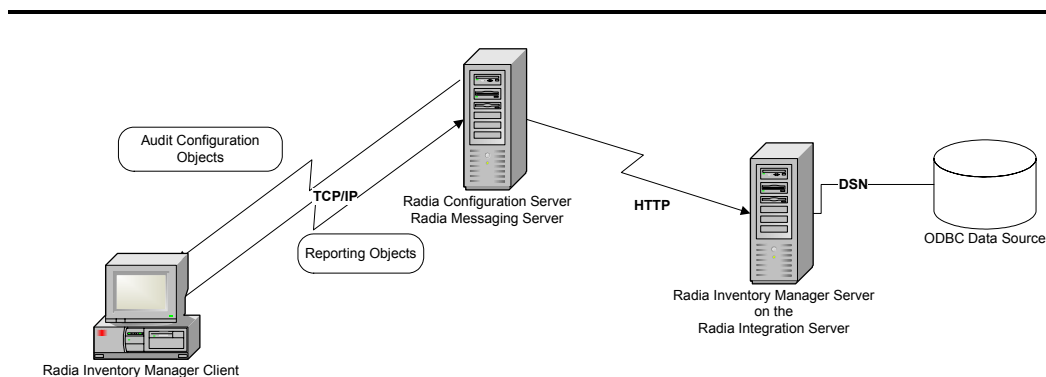 Audit Configuration
Objects
TCP/IP
Reporting Objects
Radia Configuration Server
Radia Messaging Server
HTTP
DSN
ODBC Data Source
Radia Inventory Manager Server
on the
Radia Integration Server
Radia Inventory Manager Client